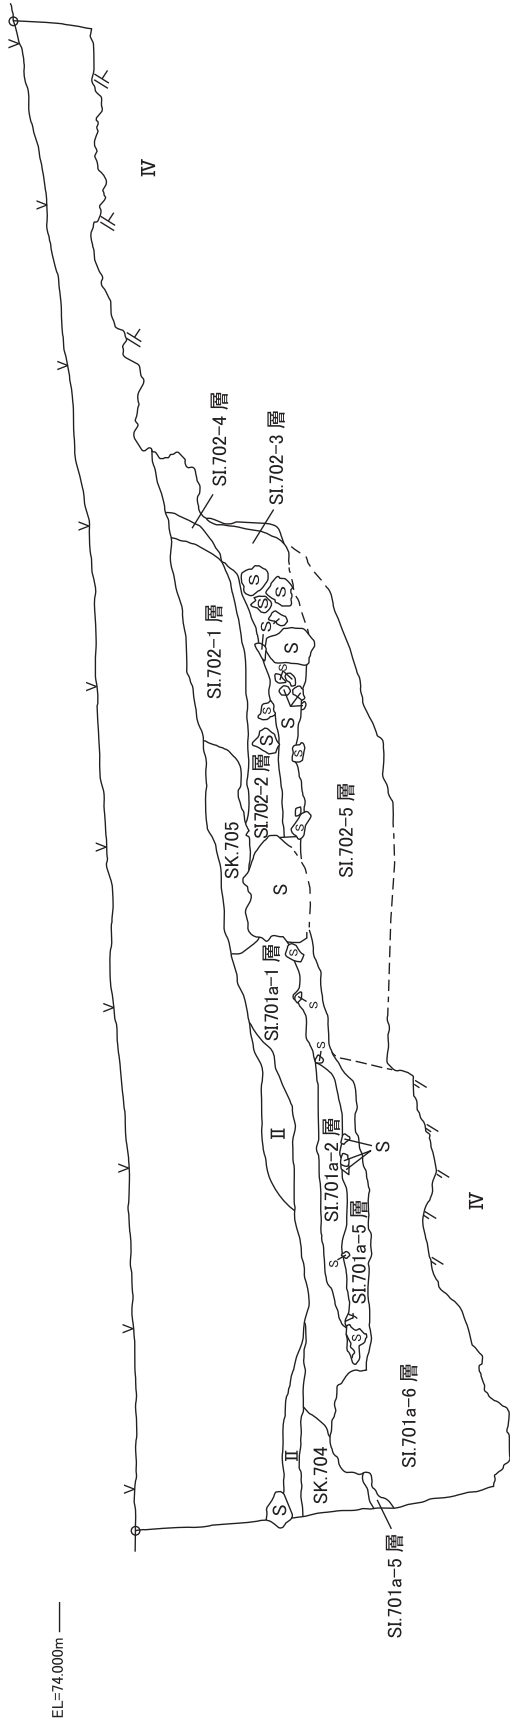 EL=74.000m
S
II
SK.704
SI.701a-5 層
SI.701a-6 層
S
SI.701a-5 層
S
SI.701a-2 層
S
IV
II
S
S
S
SI.701a-1 層
S
SK.705
SI.702-2 層
SI.702-5 層
S
S
S
S
S
S
S
S
S
S
S
SI.702-1 層
SI.702-3 層
SI.702-4 層
IV